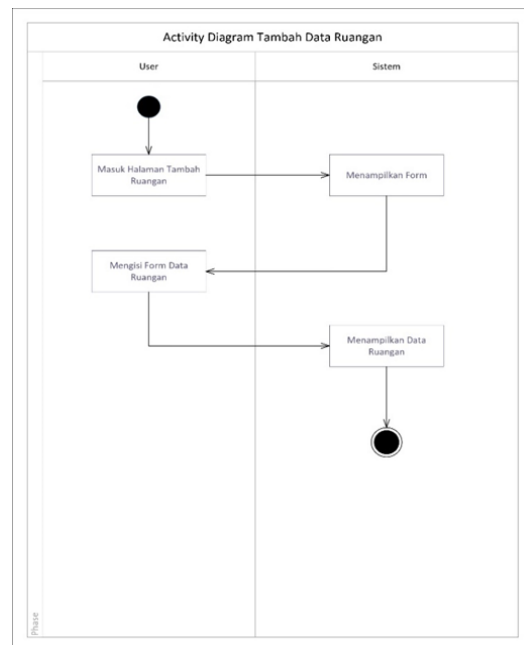 Activity Diagram Tambah Data Ruangan
User
Sistem
Masuk Halaman Tambah
Ruangan
Menampilkan Form
Mengisi Form Data
Ruangan
Menampilkan Data
Ruangan
Phase